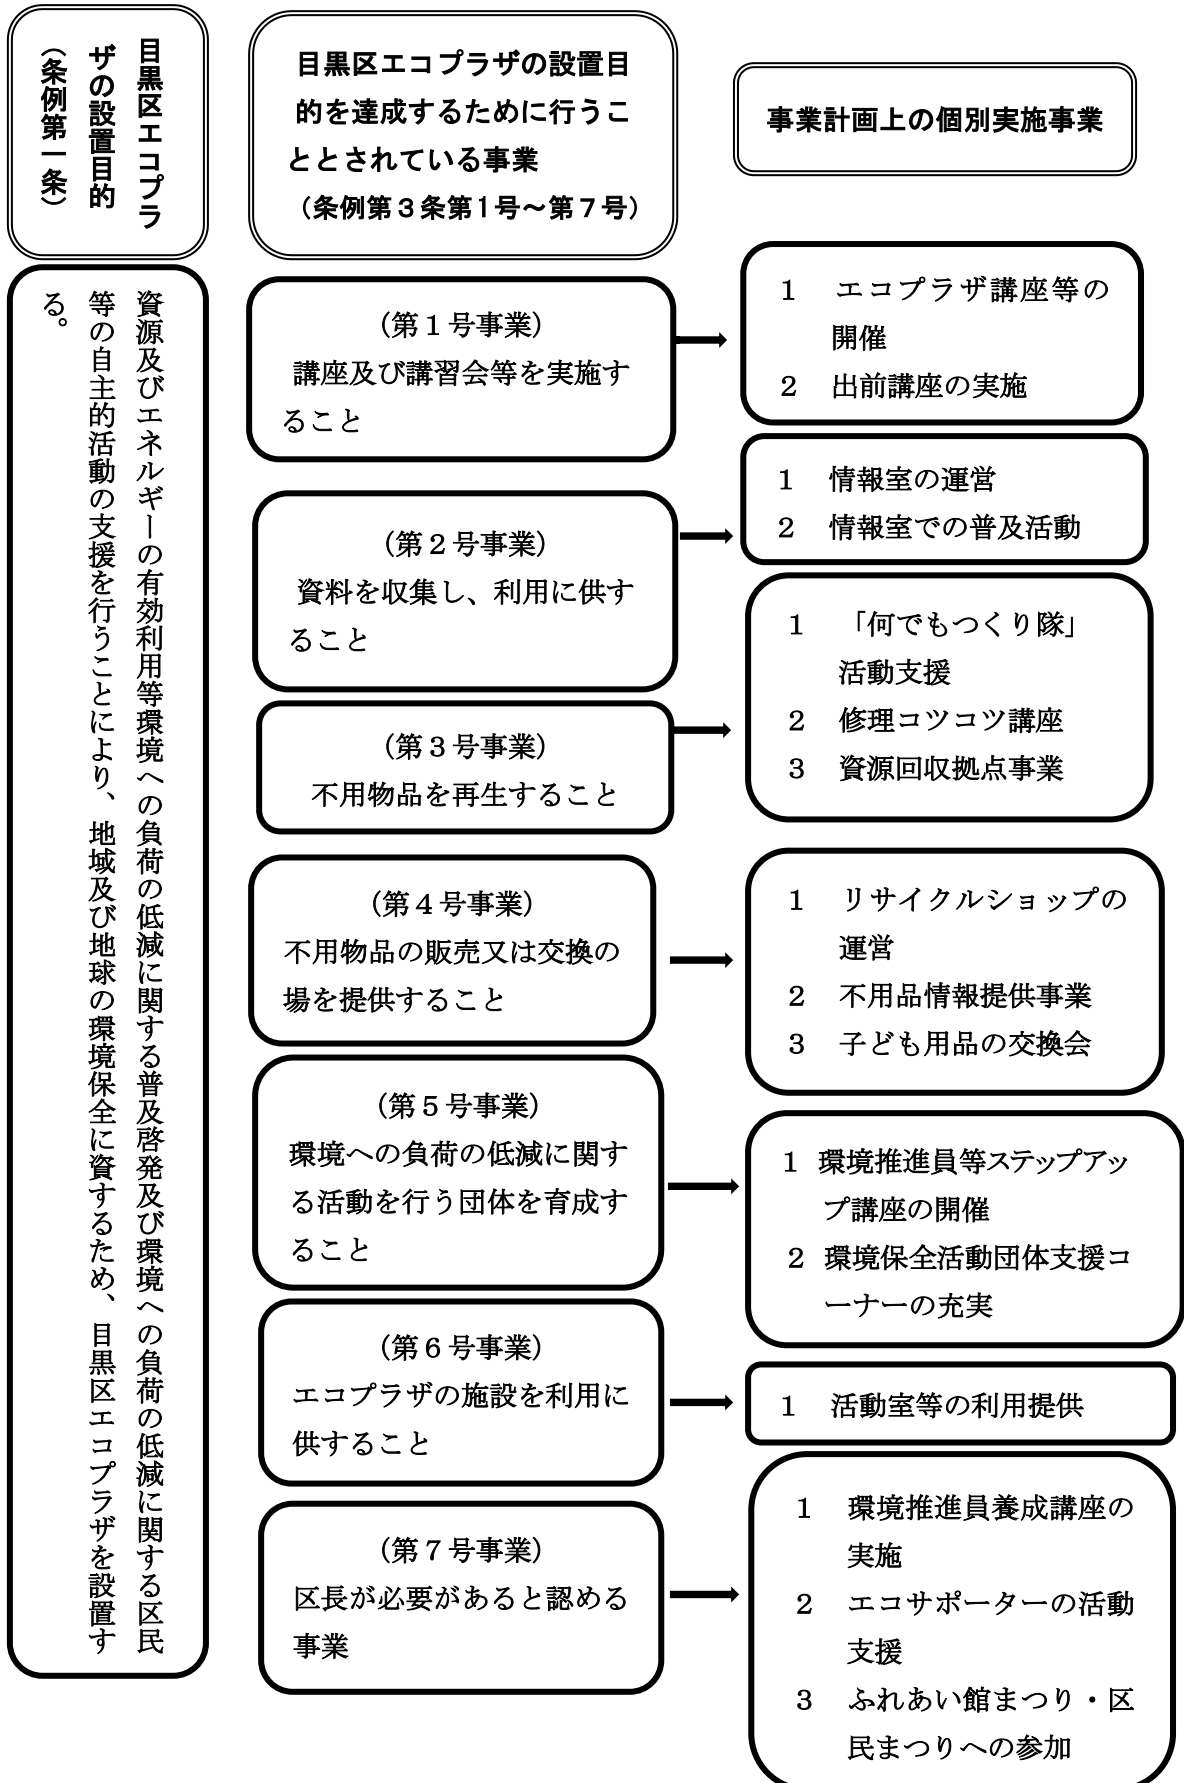 目黒区エコプラ
ザの設置目的
（条例第一条）
資源及びエネルギーの有効利用等環境への負荷の低減に関する普及啓発及び環境への負荷の低減に関する区民
等の自主的活動の支援を行うことにより、地域及び地球の環境保全に資するため、目黒区エコプラザを設置す
る。
目黒区エコプラザの設置目
的を達成するために行うこ
ととされている事業
（条例第３条第1号～第７号）
事業計画上の個別実施事業
（第１号事業）
講座及び講習会等を実施す
ること
1 エコプラザ講座等の
開催
2 出前講座の実施
（第２号事業）
資料を収集し、利用に供す
ること
1 情報室の運営
2 情報室での普及活動
（第３号事業）
不用物品を再生すること
1 「何でもつくり隊」
活動支援
2 修理コツコツ講座
3 資源回収拠点事業
（第４号事業）
不用物品の販売又は交換の
場を提供すること
1 リサイクルショップの
運営
2 不用品情報提供事業
3 子ども用品の交換会
（第５号事業）
環境への負荷の低減に関す
る活動を行う団体を育成す
ること
1 環境推進員等ステップアッ
プ講座の開催
2 環境保全活動団体支援コ
ーナーの充実
（第６号事業）
エコプラザの施設を利用に
供すること
1 活動室等の利用提供
（第７号事業）
区長が必要があると認める
事業
1 環境推進員養成講座の
実施
2 エコサポーターの活動
支援
3 ふれあい館まつり・区
民まつりへの参加